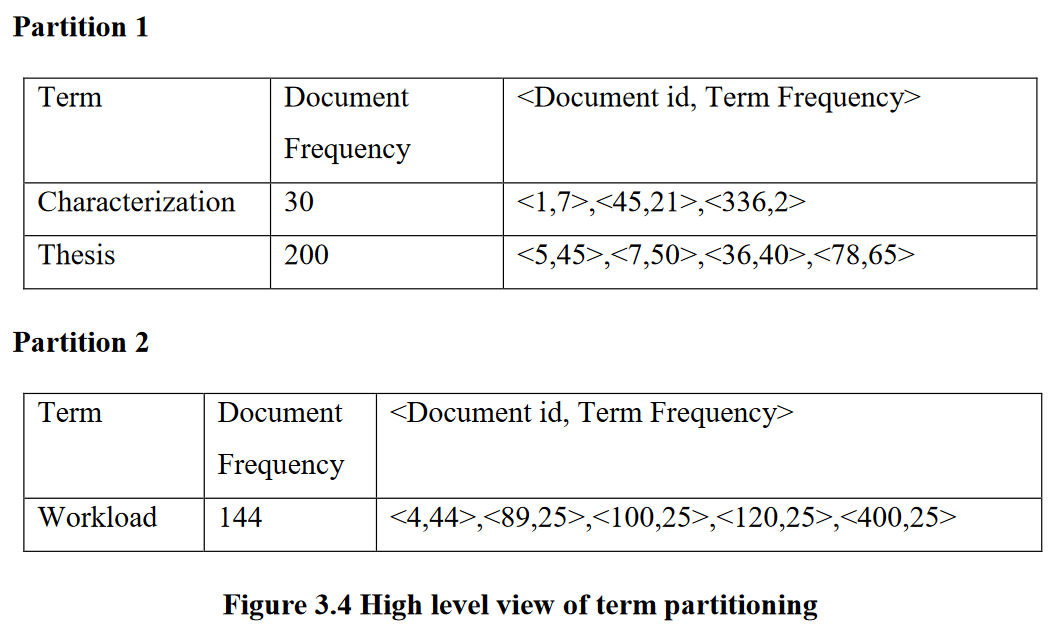 Partition 1
Term Document <Document id, Term Frequency>
Frequency
Characterization 30 <1,7>,<45,21>,<336,2>
Thesis 200 <5,45>,<7,50>,<36,40>,<78,65>
Partition 2
Term Document <Document id, Term Frequency>
Frequency
Workload 144 <4,44>,<89,25>,<100,25>,<120,25>,<400,25>
Figure 3.4 High level view of term partitioning